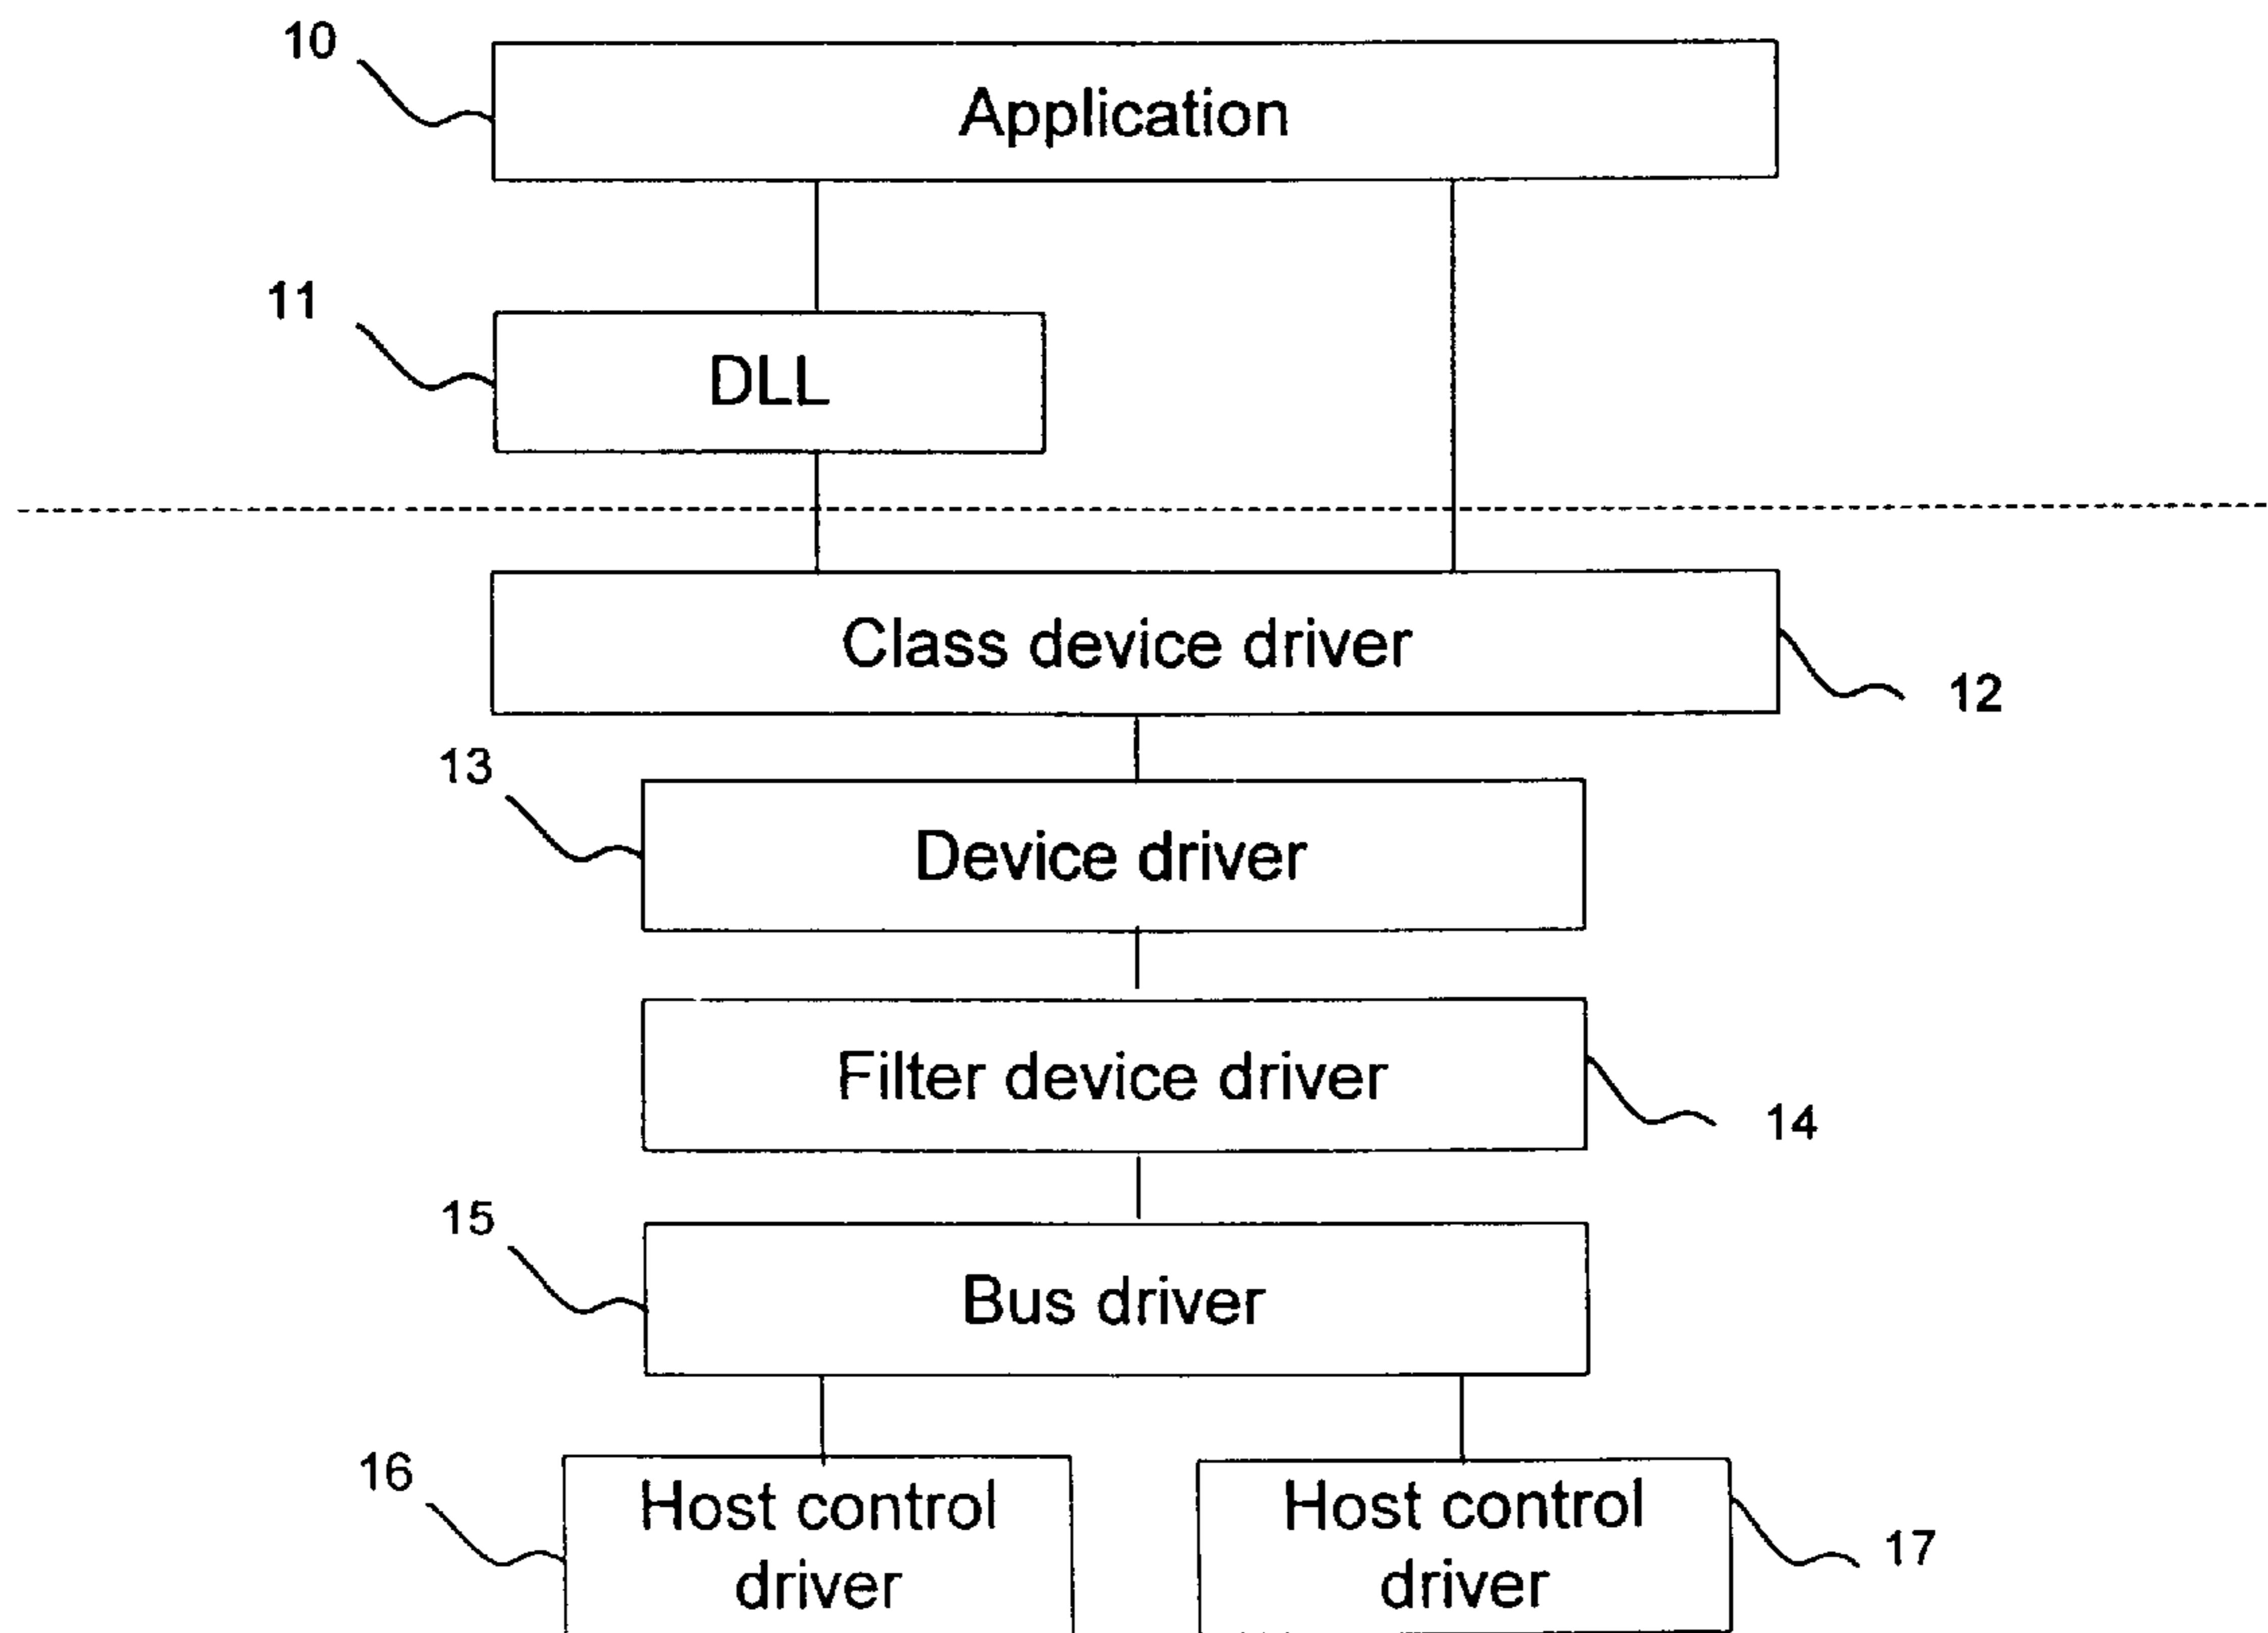 10
Application
11
DLL
Class device driver
12
13
Device driver
Filter device driver
14
15
Bus driver
16
Host control
driver
Host control
driver
17